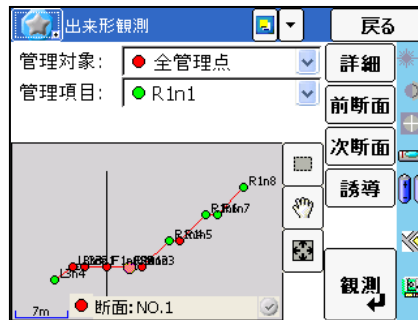 出来形観測
戻る
管理対象: 全管理点
詳細
管理項目: R1n1
前断面
次断面
誘導
R1n8
L3n4
7m
断面:NO.1
観測